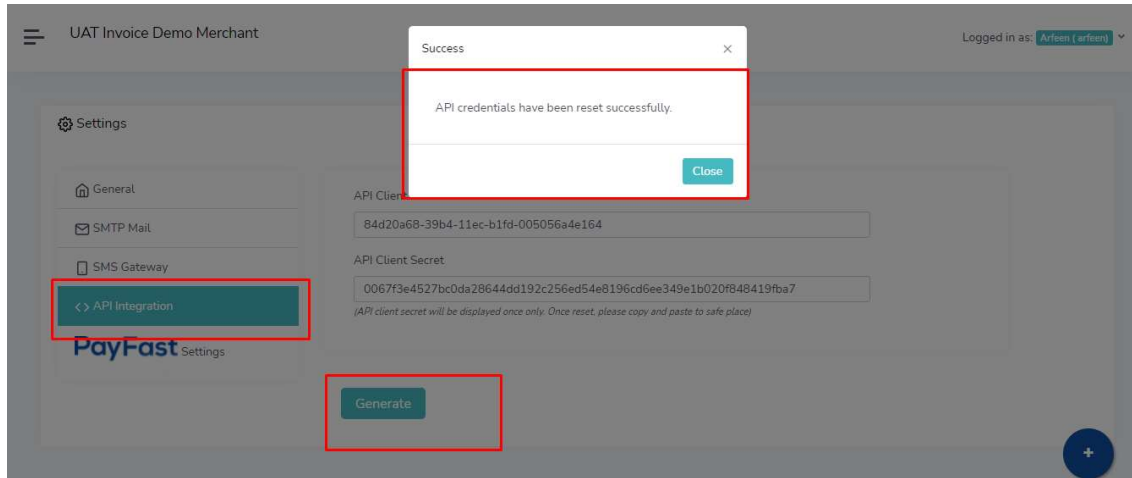 UAT Invoice Demo Merchant
Logged in as: Arfeen ( arfeen)
Success
×
API credentials have been reset successfully.
Close
Settings
General
SMTP Mail
SMS Gateway
<> API Integration
PayFast Settings
API Client
84d20a68-39b4-11ec-b1fd-005056a4e164
API Client Secret
0067f3e4527bc0da28644dd192c256ed54e8196cd6ee349e1b020f848419fba7
(API client secret will be displayed once only. Once reset, please copy and paste to safe place)
Generate
+